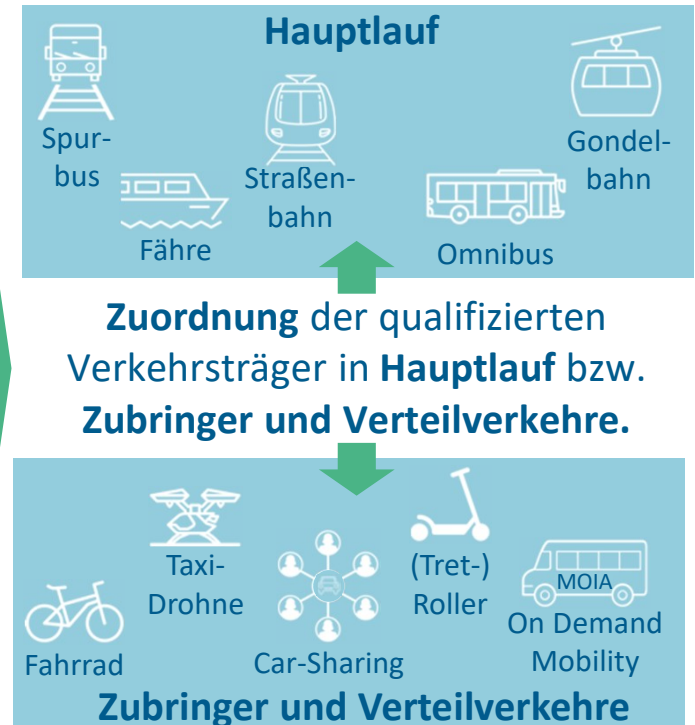 Hauptlauf
Spur-
bus
Fähre
Straßen-
bahn
Omnibus
Gondel-
bahn
Zuordnung der qualifizierten
Verkehrsträger in Hauptlauf bzw.
Zubringer und Verteilverkehre.
Fahrrad
Taxi-
Drohne
Car-Sharing
(Tret-)
Roller
MOIA
On Demand
Mobility
Zubringer und Verteilverkehre